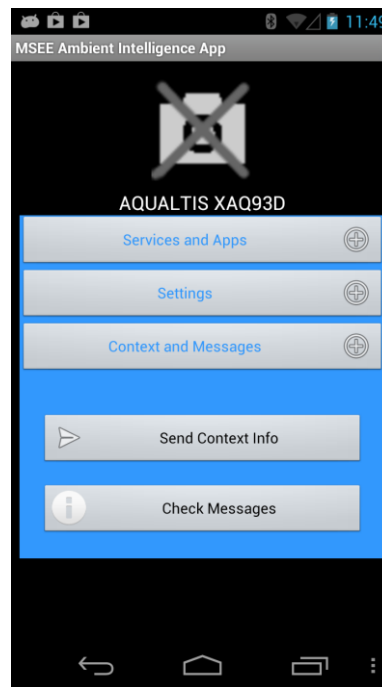 11:49
MSEE Ambient Intelligence App
AQUALTIS XAQ93D
Services and Apps
Settings
Context and Messages
Send Context Info
Check Messages